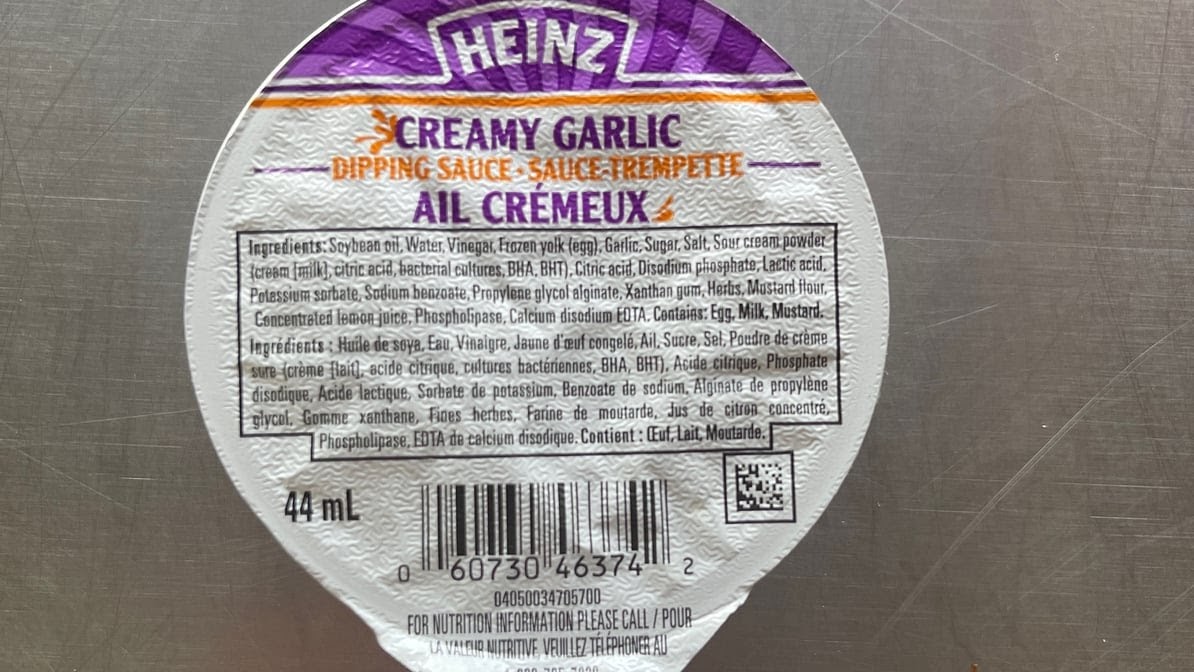 HEINZ
CREAMY GARLIC
DIPPING SAUCE • SAUCE-TREMPETTE
AIL CRÉMEUX
Ingredients: Soybean oil, Water, Vinegar, Frozen yolk (egg), Garlic, Sugar, Salt, Sour cream powder
(cream [milk], citric acid, bacterial cultures, BHA, BHT), Citric acid, Disodium phosphate, Lactic acid,
Potassium sorbate, Sodium benzoate, Propylene glycol alginate, Xanthan gum, Herbs, Mustard flour,
Concentrated lemon juice, Phospholipase, Calcium disodium EDTA. Contains: Egg, Milk, Mustard.
Ingrédients : Huile de soya, Eau, Vinaigre, Jaune d'œuf congelé, Ail, Sucre, Sel, Poudre de crème
sure (crème [lait], acide citrique, cultures bactériennes, BHA, BHT), Acide citrique, Phosphate
disodique, Acide lactique, Sorbate de potassium, Benzoate de sodium, Alginate de propylène
glycol, Gomme xanthane, Fines herbes, Farine de moutarde, Jus de citron concentré,
Phospholipase, EDTA de calcium disodique. Contient : Œuf, Lait, Moutarde.
44 mL
0 60730 46374 2
04050034705700
FOR NUTRITION INFORMATION PLEASE CALL / POUR
LA VALEUR NUTRITIVE, VEUILLEZ TÉLÉPHONER AU